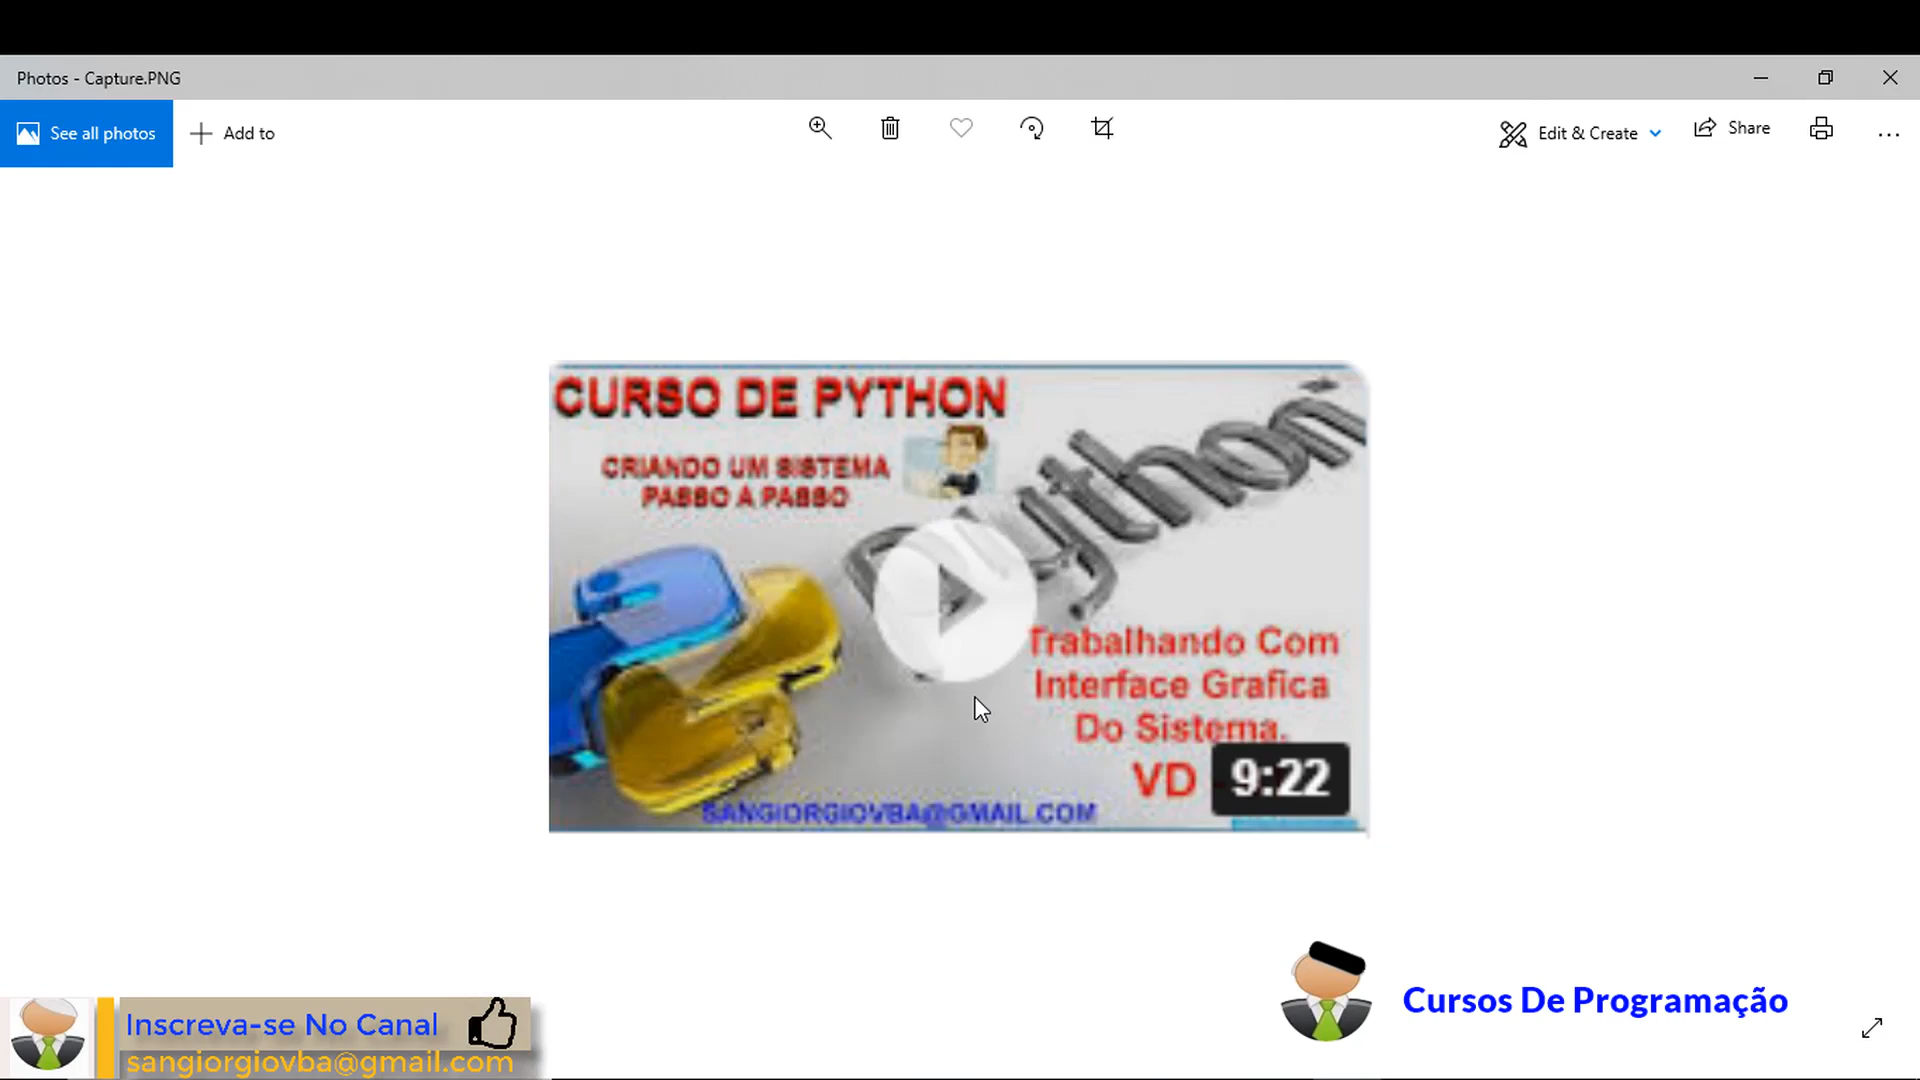 Photos - Capture.PNG
See all photos
Add to
Edit & Create
Share
CURSO DE PYTHON
CRIANDO UM SISTEMA
PASSO A PASSO
Python
Trabalhando Com
Interface Grafica
Do Sistema.
VD
9:22
SANGIORGIOVBA@GMAIL.COM
Inscreva-se No Canal
sangiorgiovba@gmail.com
Cursos De Programação